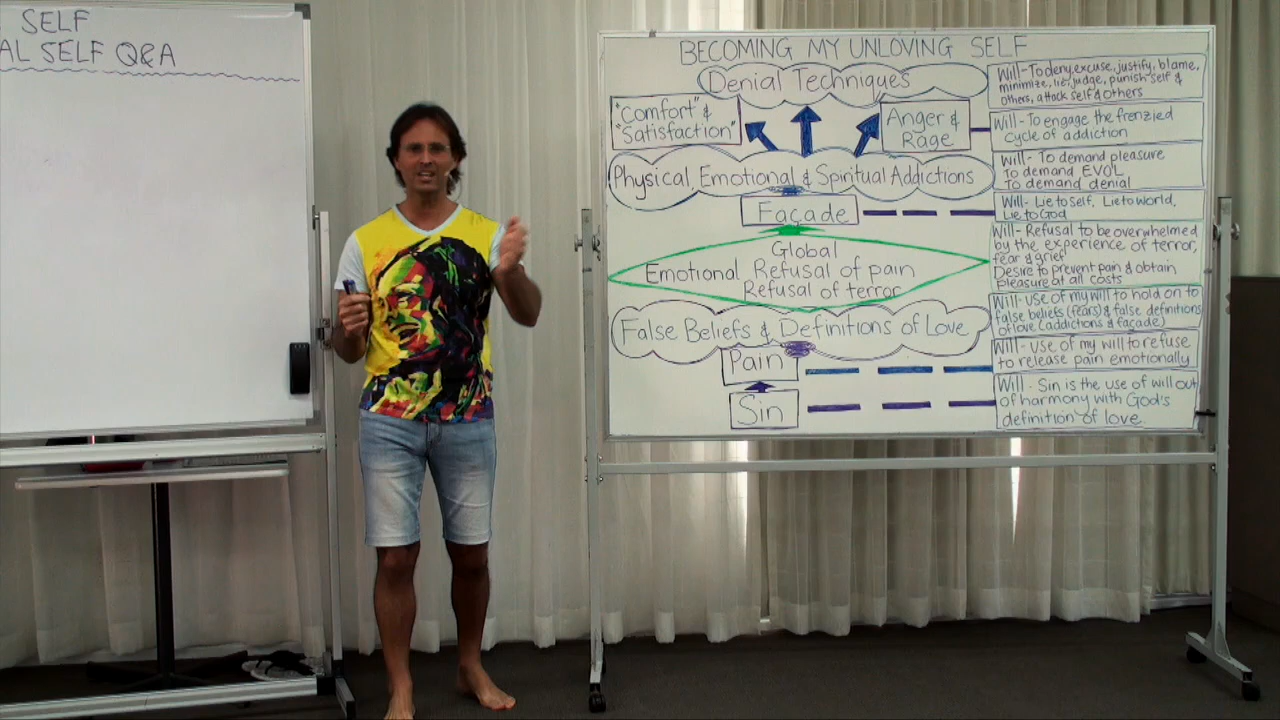 SELF
AL SELF Q&A
BECOMING MY UNLOVING SELF
Denial Techniques
"Comfort" &
"Satisfaction"
Anger &
Rage
Physical Emotional & Spiritual Addictions
Façade
Global
Emotional Refusal of pain
Refusal of terror
False Beliefs & Definitions of Love
Pain
Sin
Will - To deny, excuse, justify, blame,
minimize, lie, judge, punish self &
others, attack self & others
Will - To engage the frenzied
cycle of addiction
Will - To demand pleasure
To demand EVOL
To demand denial
Will - Lie to self, Lie to world,
Lie to God
Will - Refusal to be overwhelmed
by the experience of terror,
fear & grief
Desire to prevent pain & obtain
pleasure at all costs
Will - use of my will to hold on to
false beliefs (fears) & false definitions
of love (addictions & façade)
Will - use of my will to refuse
to release pain emotionally
Will - Sin is the use of will out
of harmony with God's
definition of love